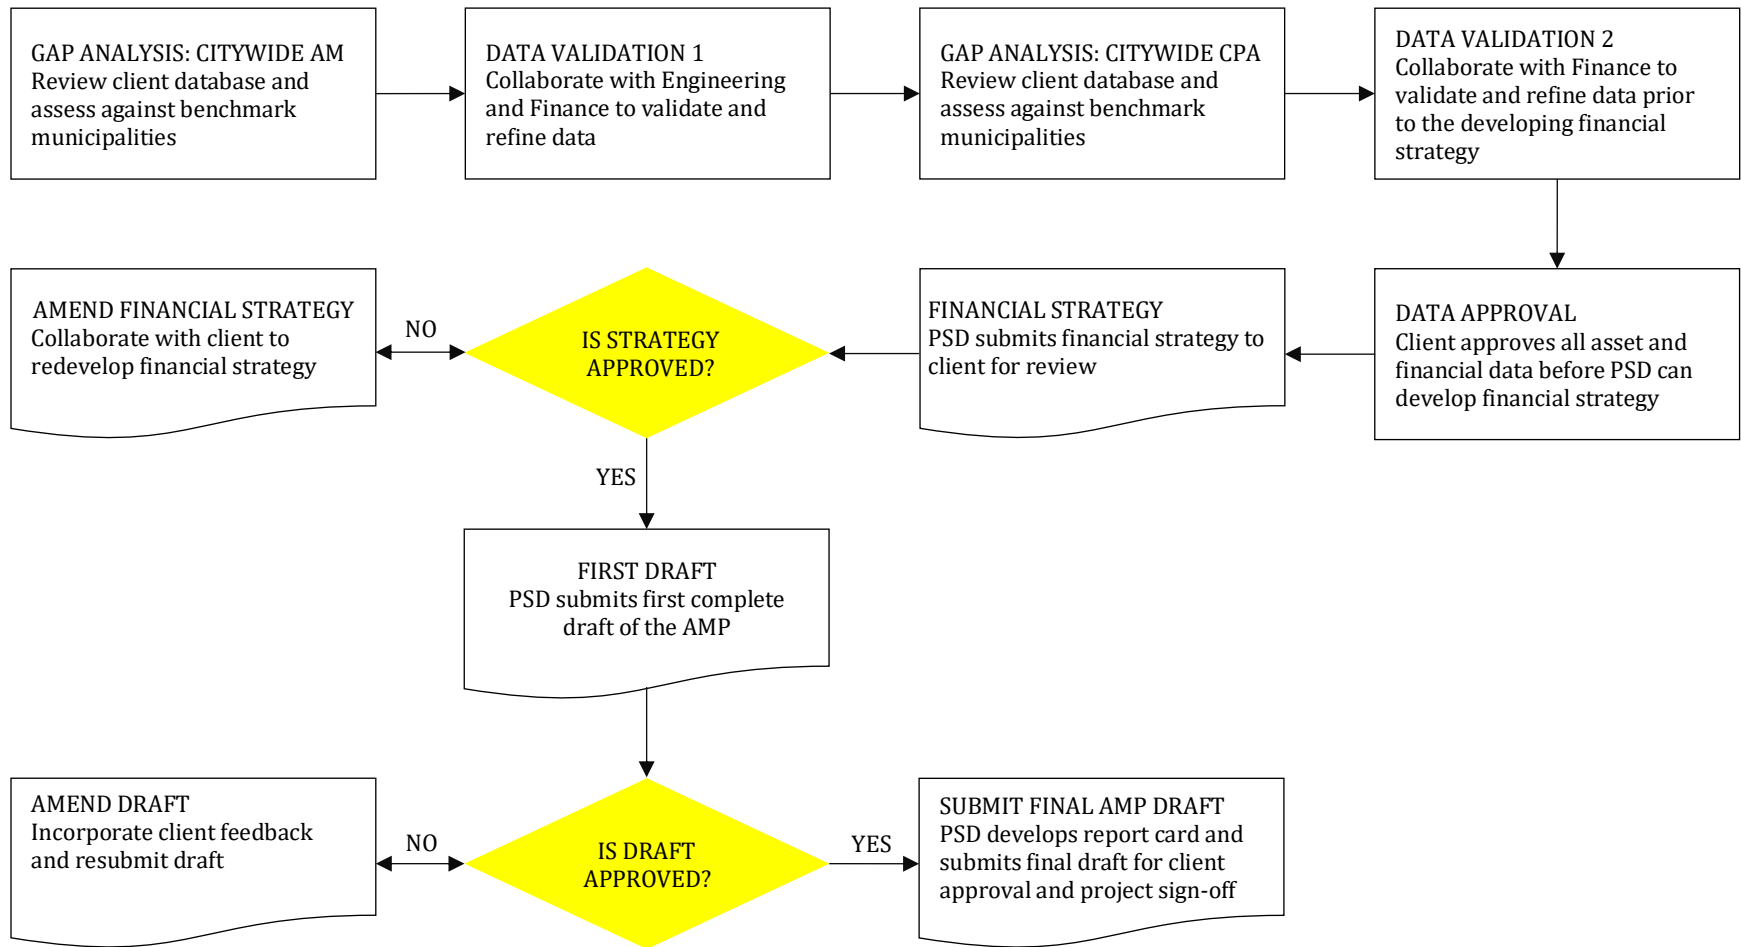 GAP ANALYSIS: CITYWIDE AM
Review client database and
assess against benchmark
municipalities
DATA VALIDATION 1
Collaborate with Engineering
and Finance to validate and
refine data
GAP ANALYSIS: CITYWIDE CPA
Review client database and
assess against benchmark
municipalities
DATA VALIDATION 2
Collaborate with Finance to
validate and refine data prior
to the developing financial
strategy
DATA APPROVAL
Client approves all asset and
financial data before PSD can
develop financial strategy
FINANCIAL STRATEGY
PSD submits financial strategy to
client for review
IS STRATEGY
APPROVED?
NO
AMEND FINANCIAL STRATEGY
Collaborate with client to
redevelop financial strategy
YES
FIRST DRAFT
PSD submits first complete
draft of the AMP
IS DRAFT
APPROVED?
NO
AMEND DRAFT
Incorporate client feedback
and resubmit draft
YES
SUBMIT FINAL AMP DRAFT
PSD develops report card and
submits final draft for client
approval and project sign-off